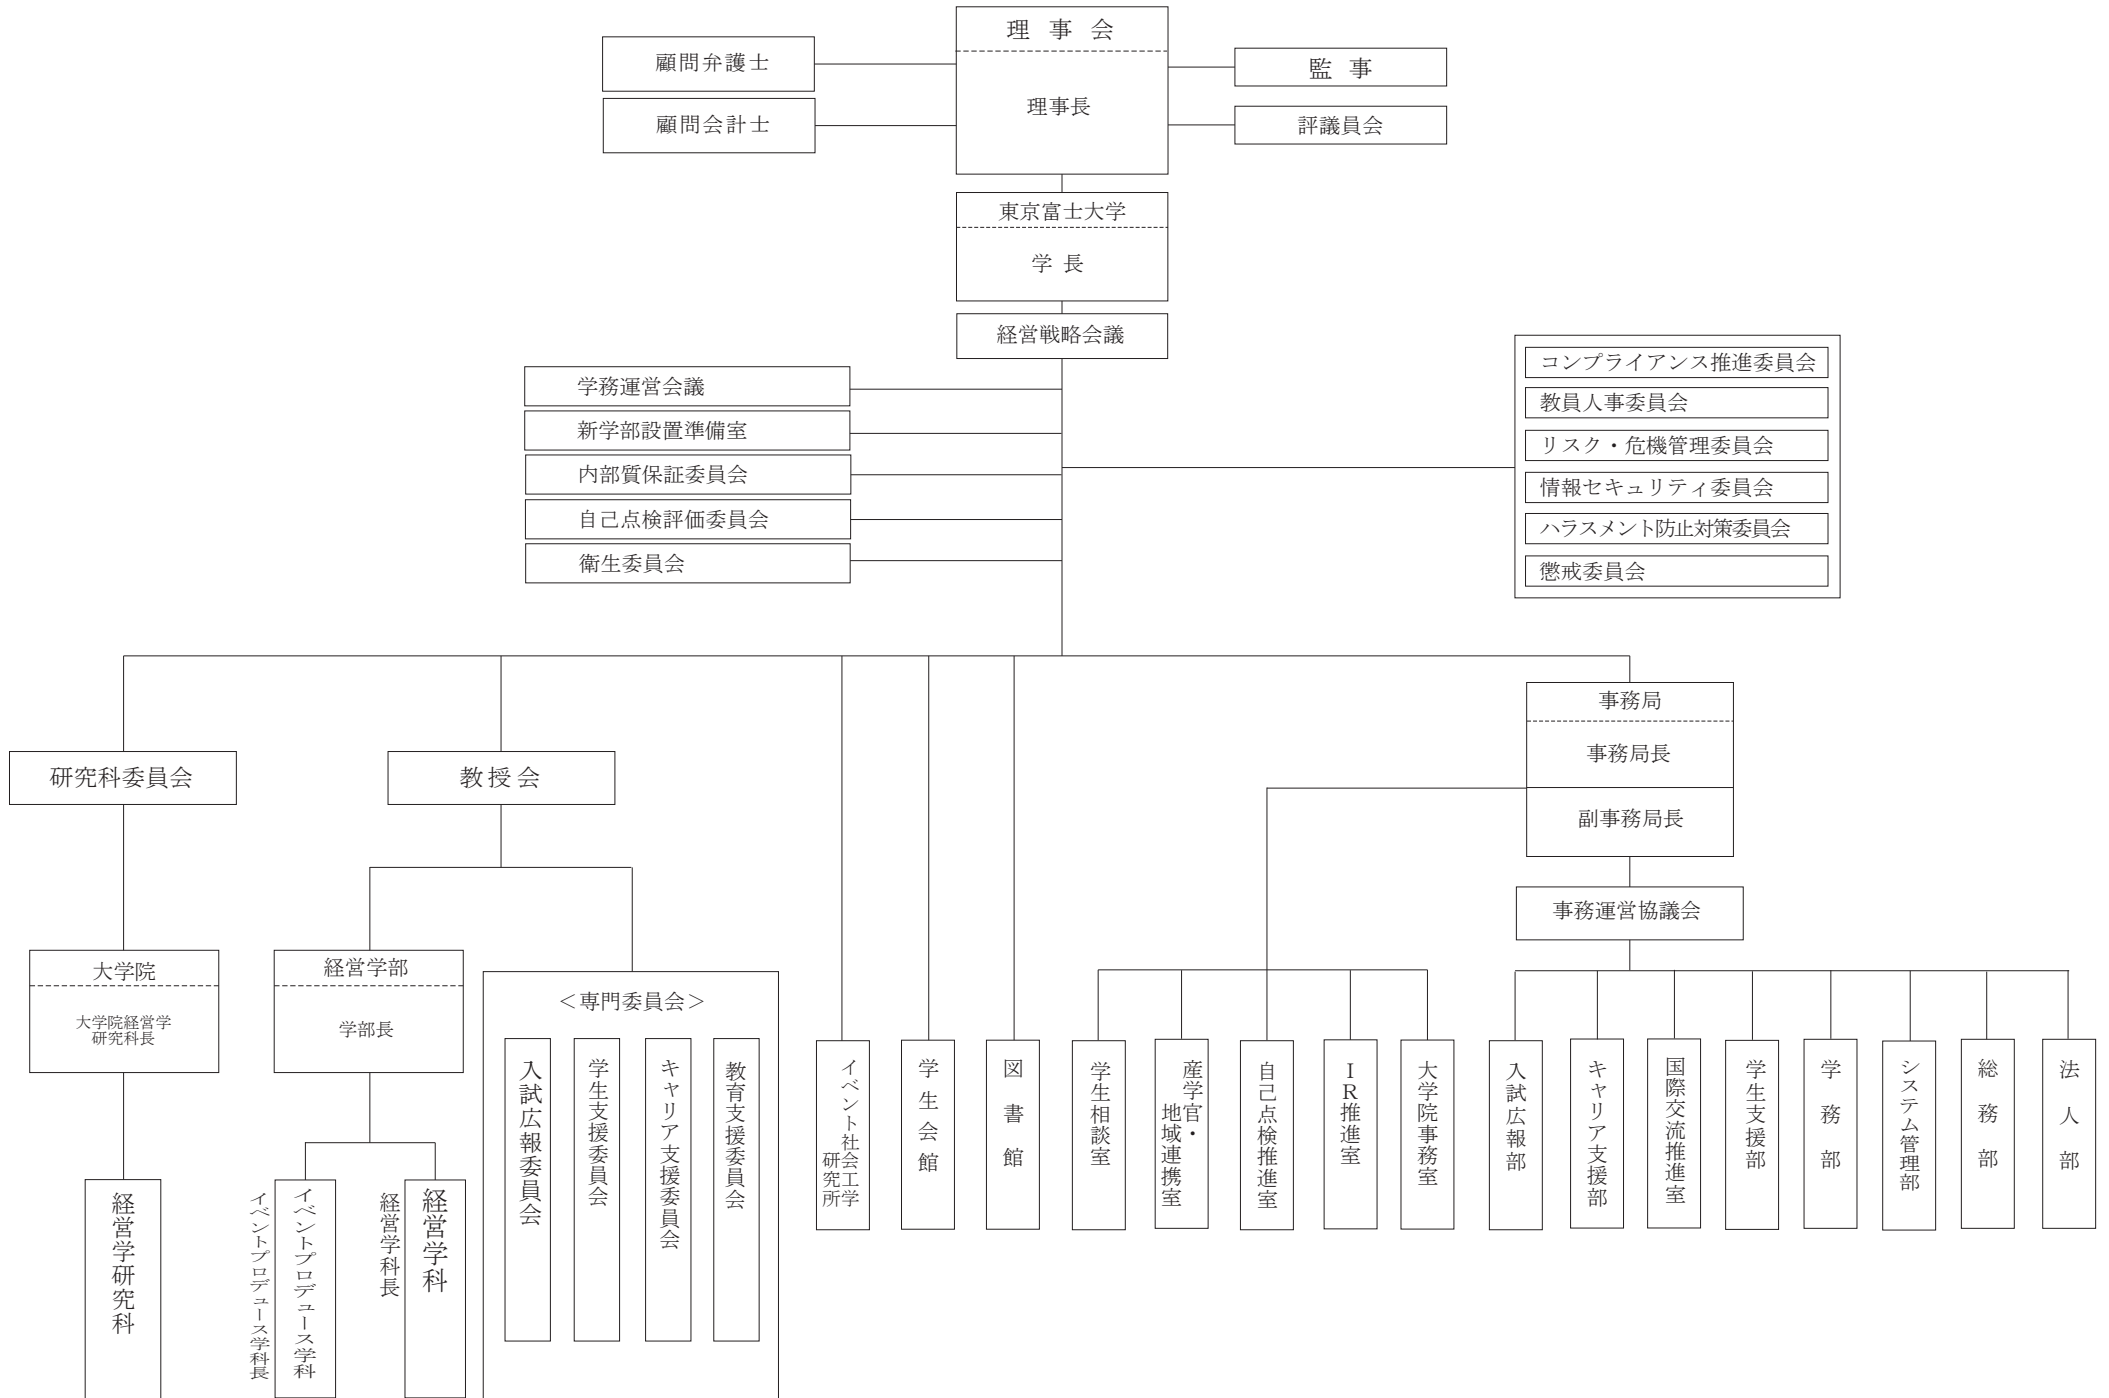 理事会
理事長
顧問弁護士
顧問会計士
監事
評議員会
東京富士大学
学長
経営戦略会議
学務運営会議
新学部設置準備室
内部質保証委員会
自己点検評価委員会
衛生委員会
コンプライアンス推進委員会
教員人事委員会
リスク・危機管理委員会
情報セキュリティ委員会
ハラスメント防止対策委員会
懲戒委員会
事務局
事務局長
副事務局長
事務運営協議会
研究科委員会
教授会
大学院
大学院経営学
研究科長
経営学部
学部長
＜専門委員会＞
入試広報委員会
学生支援委員会
キャリア支援委員会
教育支援委員会
イベント社会工学
研究所
学生会館
図書館
学生相談室
産学官・
地域連携室
自己点検推進室
IR推進室
大学院事務室
入試広報部
キャリア支援部
国際交流推進室
学生支援部
学務部
システム管理部
総務部
法人部
経営学研究科
イベントプロデュース学科長
イベントプロデュース学科
経営学科長
経営学科